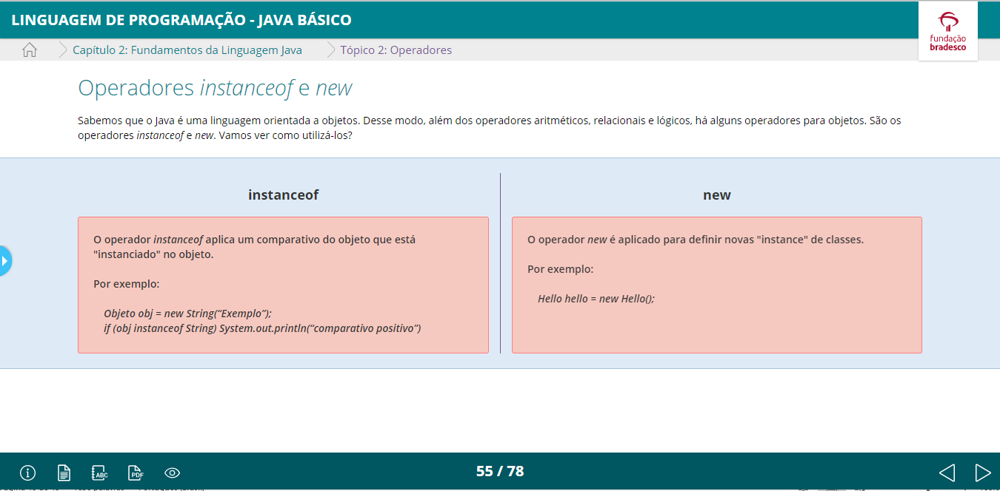 LINGUAGEM DE PROGRAMAÇÃO - JAVA BÁSICO
fundação
bradesco
Capítulo 2: Fundamentos da Linguagem Java
Tópico 2: Operadores
Operadores instanceof e new
Sabemos que o Java é uma linguagem orientada a objetos. Desse modo, além dos operadores aritméticos, relacionais e lógicos, há alguns operadores para objetos. São os
operadores instanceof e new. Vamos ver como utilizá-los?
instanceof
O operador instanceof aplica um comparativo do objeto que está
"instanciado" no objeto.
Por exemplo:
Objeto obj = new String(“Exemplo”);
if (obj instanceof String) System.out.println(“comparativo positivo”)
new
O operador new é aplicado para definir novas "instance" de classes.
Por exemplo:
Hello hello = new Hello();
ABC
PDF
55 / 78